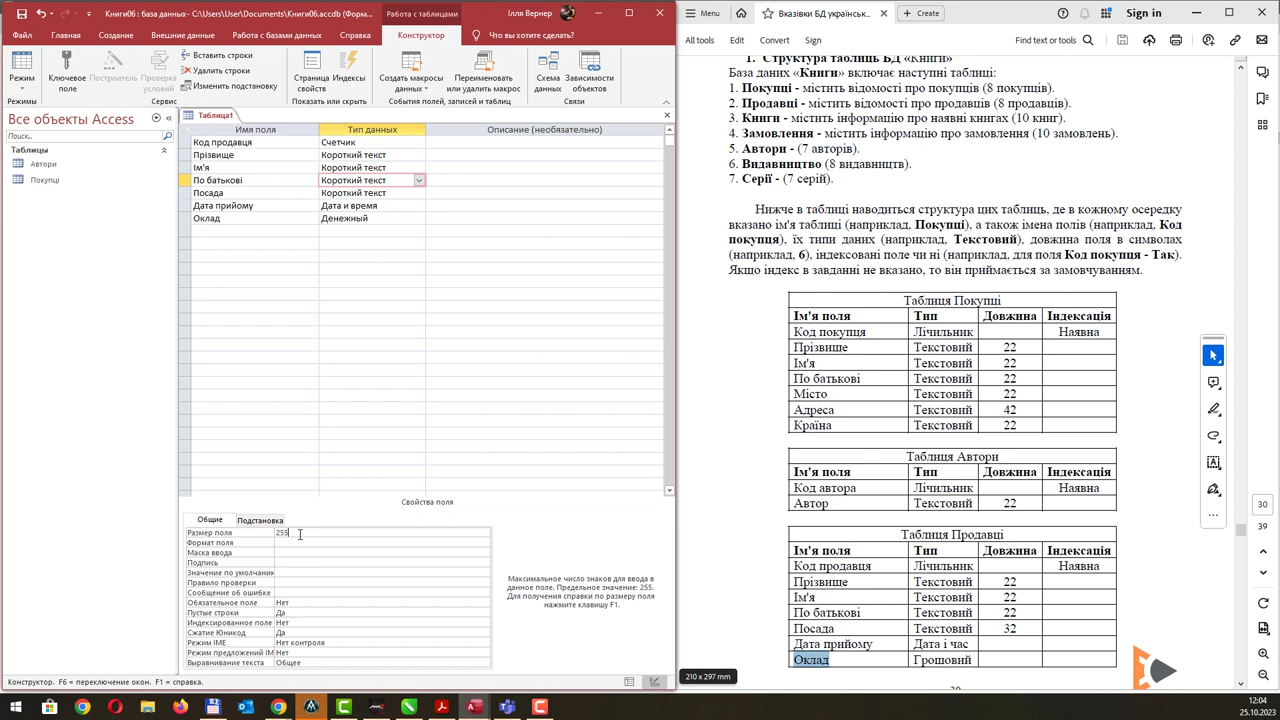 Книги06 : база данных- C:\Users\User\Documents\Книги06.accdb (Форм...
Работа с таблицами
Ілля Вернер
Файл
Главная
Создание
Внешние данные
Работа с базами данных
Справка
Конструктор
Что вы хотите сделать?
Режим
Ключевое поле
Построитель
Проверка условий
Вставить строки
Удалить строки
Изменить подстановку
Страница свойств
Индексы
Создать макросы данных
Переименовать или удалить макрос
Схема данных
Зависимости объектов
Режимы
Сервис
Показать или скрыть
События полей, записей и таблиц
Связи
Все объекты Access
Поиск...
Таблицы
Автори
Покупці
Таблица1
Имя поля Тип данных Описание (необязательно)
Код продавця Счетчик
Прізвище Короткий текст
Ім'я Короткий текст
По батькові Короткий текст
Посада Короткий текст
Дата прийому Дата и время
Оклад Денежный
Свойства поля
Общие
Подстановка
Размер поля 255
Формат поля
Маска ввода
Подпись
Значение по умолчани
Правило проверки
Сообщение об ошибке
Обязательное поле Нет
Пустые строки Да
Индексированное поле Нет
Сжатие Юникод Да
Режим IME Нет контроля
Режим предложений IM Нет
Выравнивание текста Общее
Максимальное число знаков для ввода в
данное поле. Предельное значение: 255.
Для получения справки по размеру поля
нажмите клавишу F1.
Конструктор. F6 = переключение окон. F1 = справка.
Menu
Вказівки БД українськ...
Create
Sign in
All tools
Edit
Convert
Sign
Find text or tools
1. Структура таблиць БД «Книги»
База даних «Книги» включає наступні таблиці:
1. Покупці - містить відомості про покупців (8 покупців).
2. Продавці - містить відомості про продавців (8 продавців).
3. Книги - містить інформацію про наявні книгах (10 книг).
4. Замовлення - містить інформацію про замовлення (10 замовлень).
5. Автори - (7 авторів).
6. Видавництво (8 видавництв).
7. Серії - (7 серій).
Нижче в таблиці наводиться структура цих таблиць, де в кожному осередку
вказано ім'я таблиці (наприклад, Покупці), а також імена полів (наприклад, Код
покупця), їх типи даних (наприклад, Текстовий), довжина поля в символах
(наприклад, 6), індексовані поле чи ні (наприклад, для поля Код покупця - Так).
Якщо індекс в завданні не вказано, то він приймається за замовчуванням.
Таблиця Покупці
Ім'я поля Тип Довжина Індексація
Код покупця Лічильник Наявна
Прізвище Текстовий 22
Ім'я Текстовий 22
По батькові Текстовий 22
Місто Текстовий 22
Адреса Текстовий 42
Країна Текстовий 22
Таблиця Автори
Ім'я поля Тип Довжина Індексація
Код автора Лічильник Наявна
Автор Текстовий 22
Таблиця Продавці
Ім'я поля Тип Довжина Індексація
Код продавця Лічильник Наявна
Прізвище Текстовий 22
Ім'я Текстовий 22
По батькові Текстовий 22
Посада Текстовий 32
Дата прийому Дата і час
Оклад Грошовий
30
39
210 x 297 mm
12:04
25.10.2023